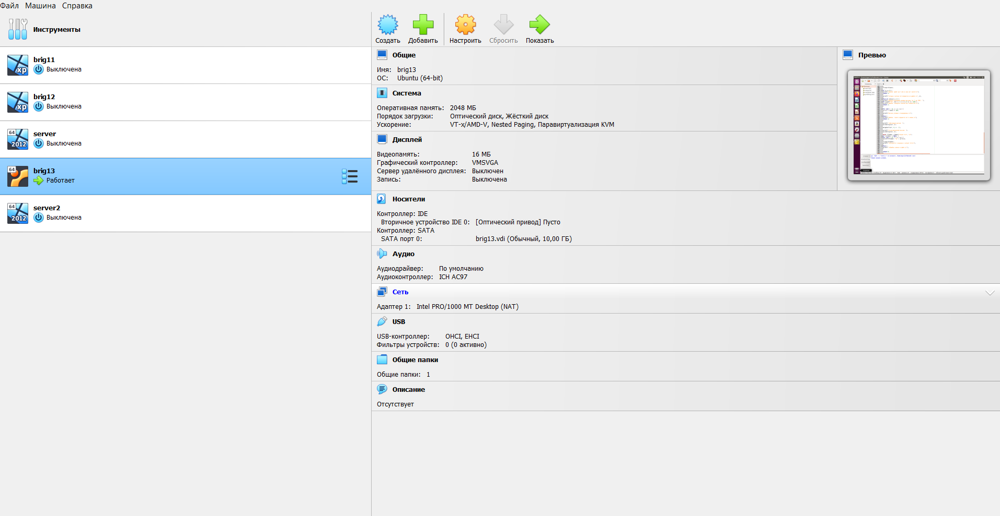 Файл Машина Справка
Инструменты
brig11
Выключена
brig12
Выключена
64
2012
server
Выключена
64
brig13
Работает
64
2012
server2
Выключена
xp
xp
Создать Добавить Настроить Сбросить Показать
Общие
Имя: brig13
ОС: Ubuntu (64-bit)
Система
Оперативная память: 2048 МБ
Порядок загрузки: Оптический диск, Жёсткий диск
Ускорение: VT-x/AMD-V, Nested Paging, Паравиртуализация KVM
Дисплей
Видеопамять: 16 МБ
Графический контроллер: VMSVGA
Сервер удалённого дисплея: Выключен
Запись: Выключена
Превью
Носители
Контроллер: IDE
Вторичное устройство IDE 0: [Оптический привод] Пусто
Контроллер: SATA
SATA порт 0: brig13.vdi (Обычный, 10,00 ГБ)
Аудио
Аудиодрайвер: По умолчанию
Аудиоконтроллер: ICH AC97
Сеть
Адаптер 1: Intel PRO/1000 MT Desktop (NAT)
USB
USB-контроллер: OHCI, EHCI
Фильтры устройств: 0 (0 активно)
Общие папки
Общие папки: 1
Описание
Отсутствует